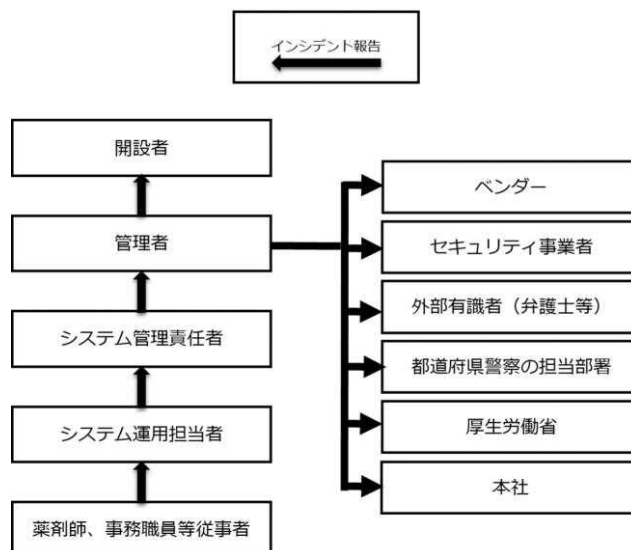 インシデント報告
開設者
管理者
システム管理責任者
システム運用担当者
薬剤師、事務職員等従事者
ベンダー
セキュリティ事業者
外部有識者（弁護士等）
都道府県警察の担当部署
厚生労働省
本社